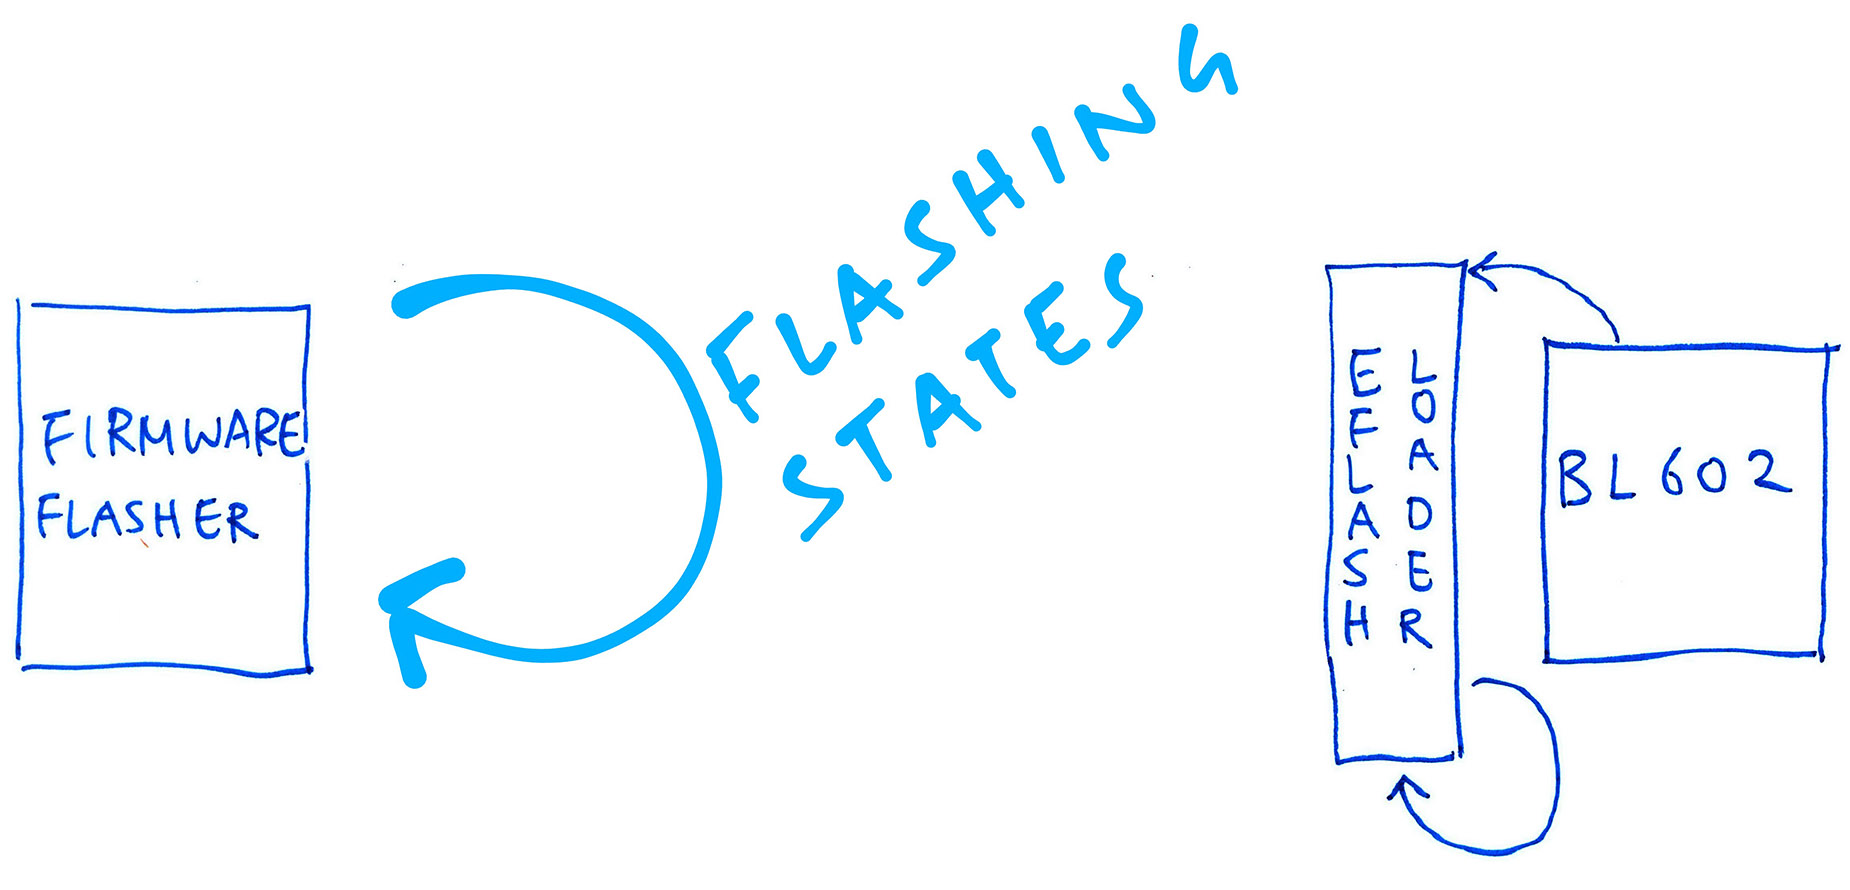 FIRMWARE
FLASHER
FLASHING
STATES
EFLASH
LOADER
BL602